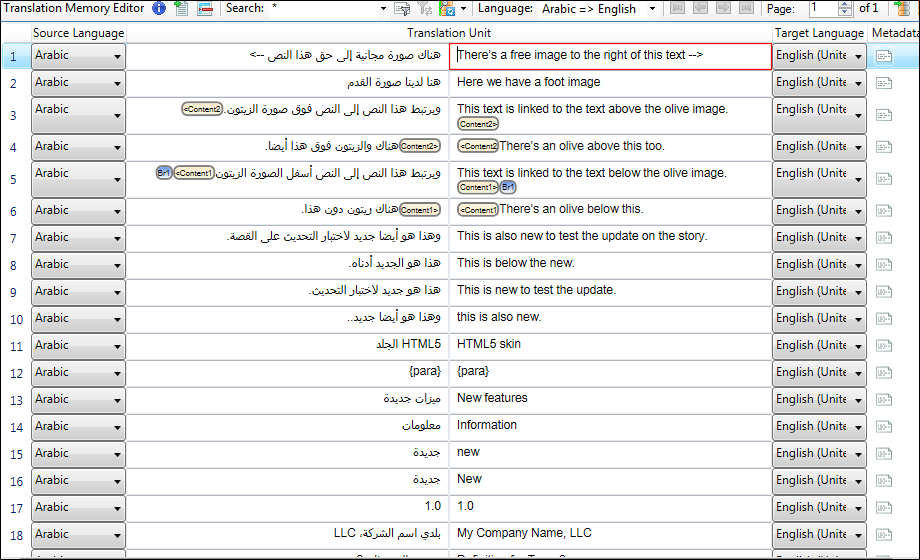 Translation Memory Editor Search: * Language: Arabic => English Page: 1 of 1
Source Language Translation Unit Target Language Metadata
1 Arabic هناك صورة مجانية إلى حق هذا النص --> There's a free image to the right of this text --> English (Unite
2 Arabic هنا لدينا صورة القدم Here we have a foot image English (Unite
3 Arabic ويرتبط هذا النص إلى النص فوق صورة الزيتون. <Content2 This text is linked to the text above the olive image. English (Unite
Content2>
4 Arabic Content2> هناك والزيتون فوق هذا أيضا. <Content2 There's an olive above this too. English (Unite
5 Arabic ويرتبط هذا النص إلى النص أسفل الصورة الزيتون <Content1 Br1 This text is linked to the text below the olive image. English (Unite
Content1> Br1
6 Arabic Content1> هناك ريتون دون هذا. <Content1 There's an olive below this. English (Unite
7 Arabic وهذا هو أيضا جديد لاختبار التحديث على القصة. This is also new to test the update on the story. English (Unite
8 Arabic هذا هو الجديد أدناه. This is below the new. English (Unite
9 Arabic هذا هو جديد لاختبار التحديث. This is new to test the update. English (Unite
10 Arabic وهذا هو أيضا جديد.. this is also new. English (Unite
11 Arabic HTML5 الجلد HTML5 skin English (Unite
12 Arabic {para} {para} English (Unite
13 Arabic ميزات جديدة New features English (Unite
14 Arabic معلومات Information English (Unite
15 Arabic جديدة new English (Unite
16 Arabic جديدة New English (Unite
17 Arabic 1.0 1.0 English (Unite
18 Arabic بلدي اسم الشركة، LLC My Company Name, LLC English (Unite